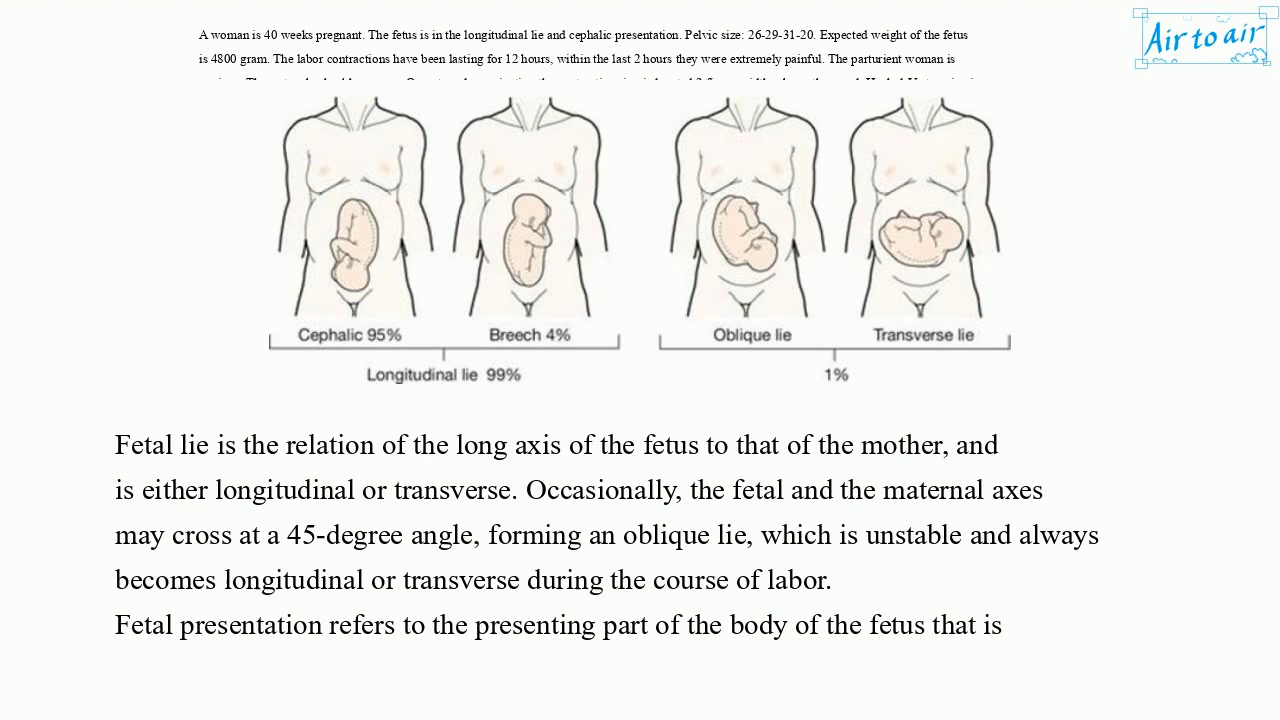 A woman is 40 weeks pregnant. The fetus is in the longitudinal lie and cephalic presentation. Pelvic size: 26-29-31-20. Expected weight of the fetus
is 4800 gram. The labor contractions have been lasting for 12 hours, within the last 2 hours they were extremely painful. The parturient woman is
Air to air
Cephalic 95% Breech 4% Oblique lie Transverse lie
Longitudinal lie 99% 1%
Fetal lie is the relation of the long axis of the fetus to that of the mother, and
is either longitudinal or transverse. Occasionally, the fetal and the maternal axes
may cross at a 45-degree angle, forming an oblique lie, which is unstable and always
becomes longitudinal or transverse during the course of labor.
Fetal presentation refers to the presenting part of the body of the fetus that is